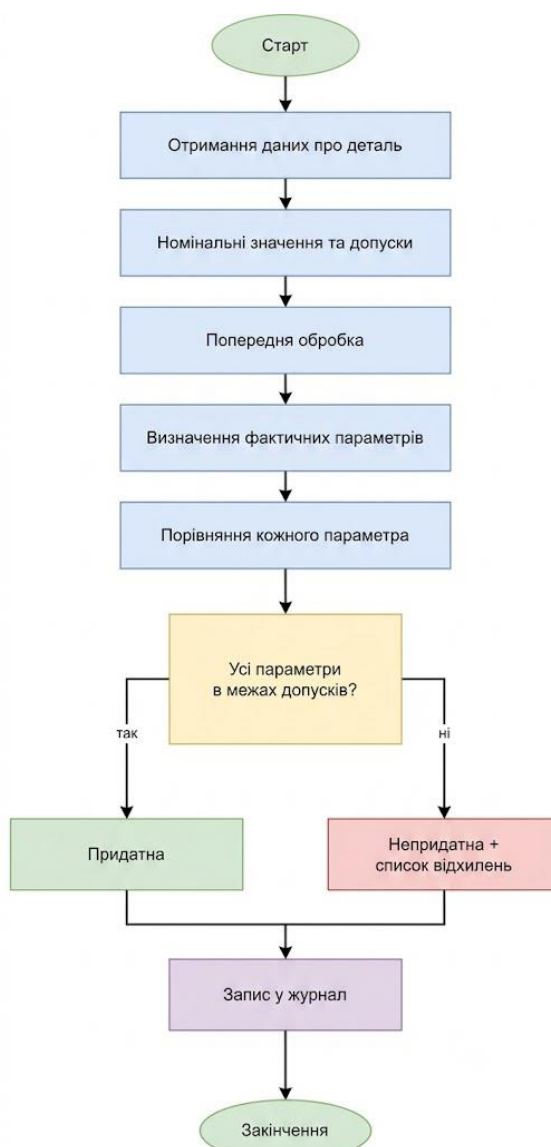 Старт
Отримання даних про деталь
Номінальні значення та допуски
Попередня обробка
Визначення фактичних параметрів
Порівняно кожного параметра
Усі параметри
в межах допусків?
так
ні
Придатна
Непридатна +
список відхилень
Запис у журнал
Закінчення